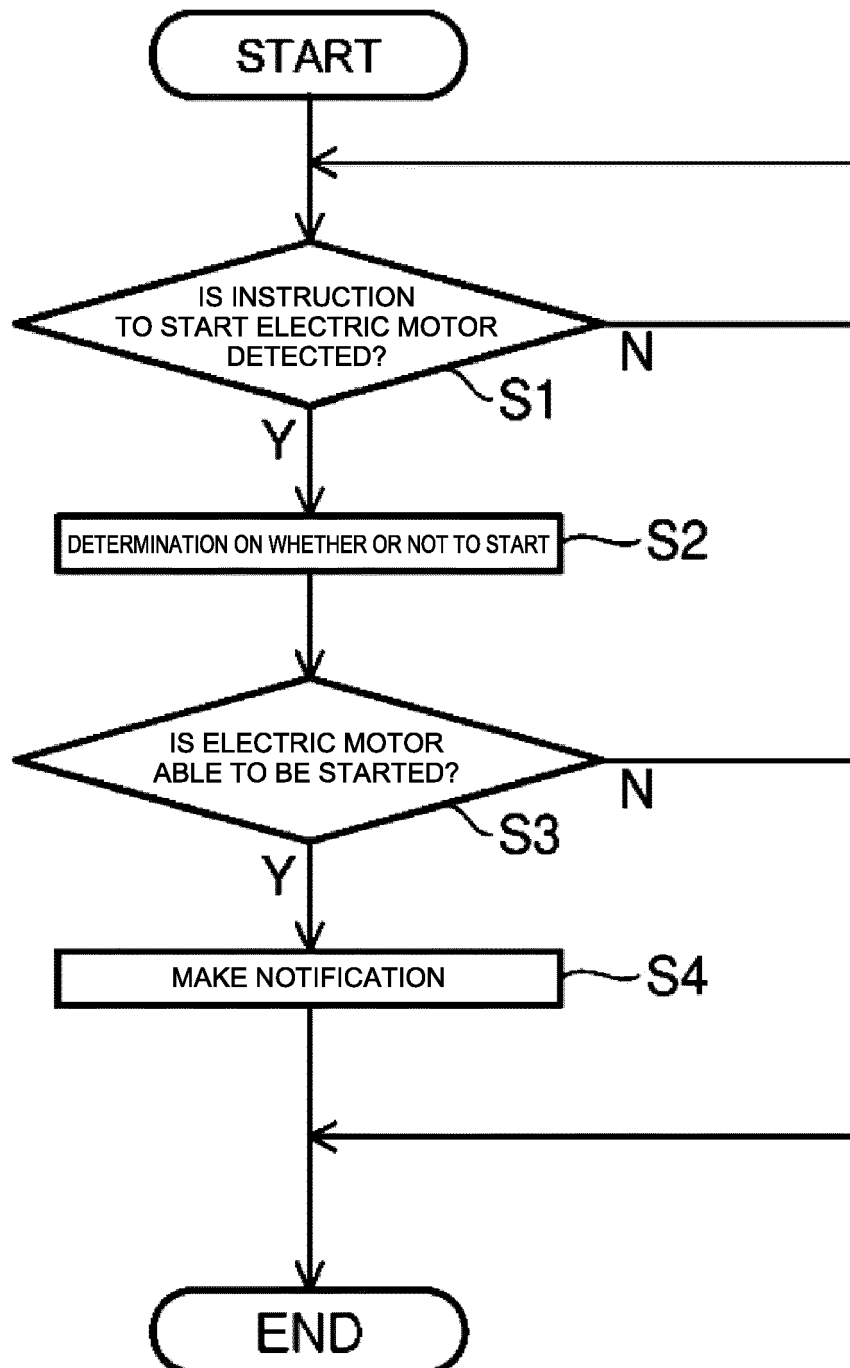 START
IS INSTRUCTION
TO START ELECTRIC MOTOR
DETECTED?
N
S1
Y
DETERMINATION ON WHETHER OR NOT TO START
S2
IS ELECTRIC MOTOR
ABLE TO BE STARTED?
N
S3
Y
MAKE NOTIFICATION
S4
END